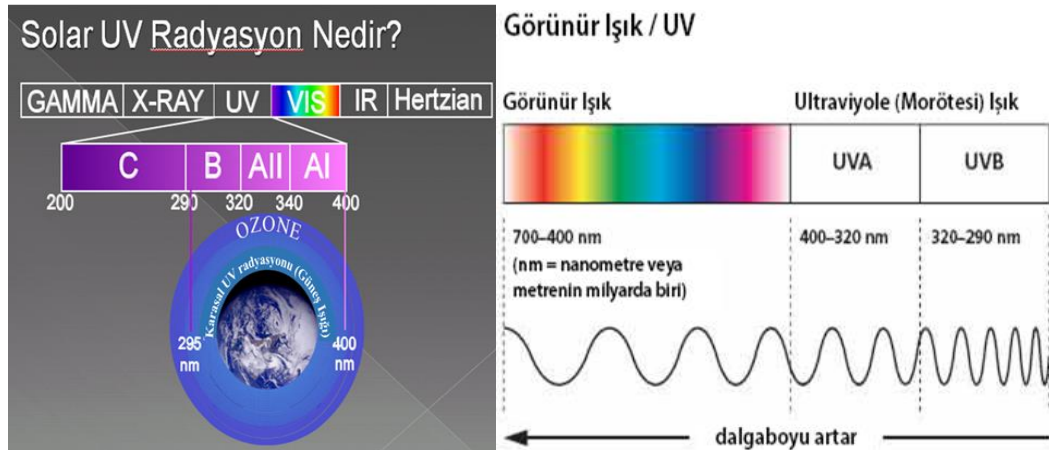 Solar UV Radyasyon Nedir?
GAMMA X-RAY UV VIS IR Hertzian
C B AII AI
200 290 320 340 400
OZONE
Karasal UV radyasyonu (Güneş Işığı)
295 nm
400 nm
Görünür Işık / UV
Görünür Işık
Ultraviyole (Morötesi) Işık
UVA UVB
700–400 nm
(nm = nanometre veya
metrenin milyarda biri)
400–320 nm
320–290 nm
dalgaboyu artar